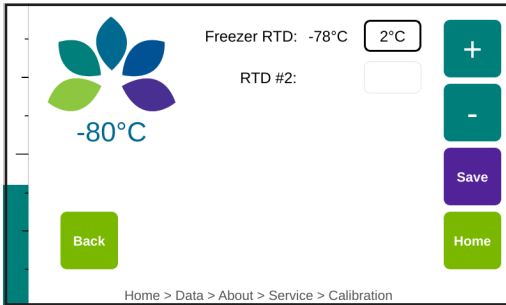 Freezer RTD: -78°C 2°C +
RTD #2:
-80°C -
Save
Back Home
Home > Data > About > Service > Calibration